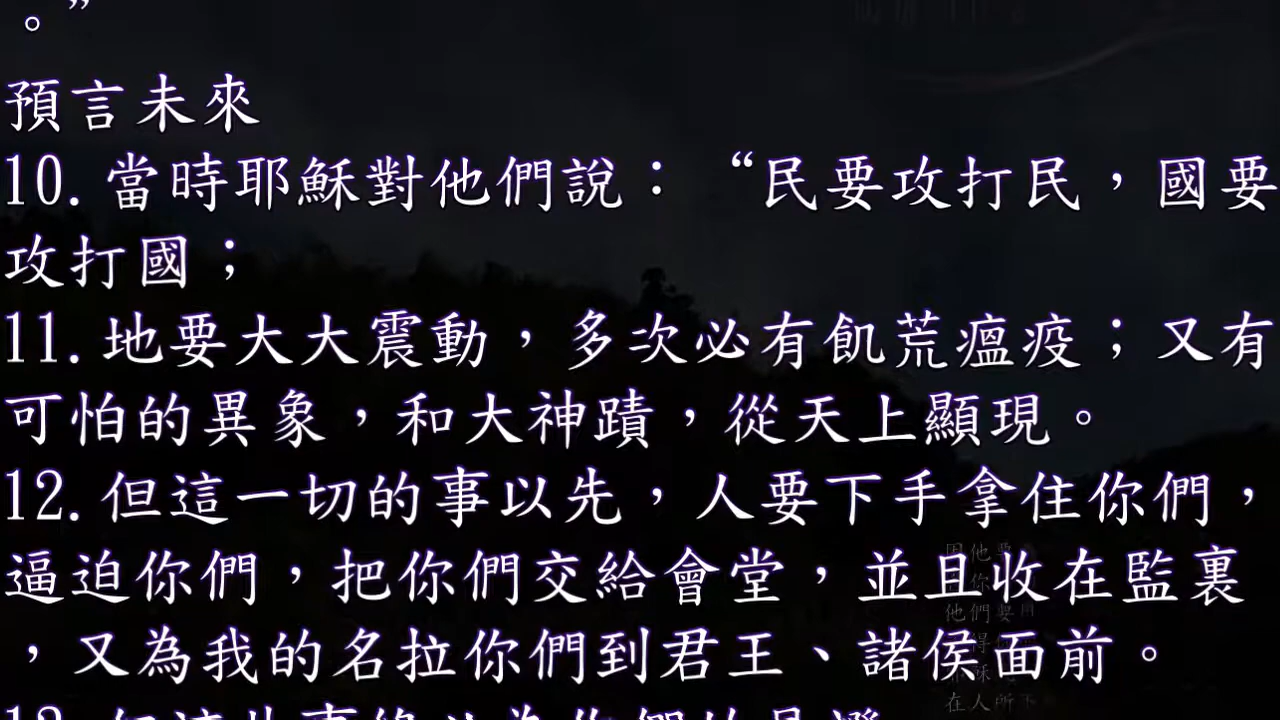 。”
預言未來
10.當時耶穌對他們說：“民要攻打民，國要
攻打國；
11.地要大大震動，多次必有飢荒瘟疫；又有
可怕的異象，和大神蹟，從天上顯現。
12.但這一切的事以先，人要下手拿住你們，
逼迫你們，把你們交給會堂，並且收在監裏
，又為我的名拉你們到君王、諸侯面前。